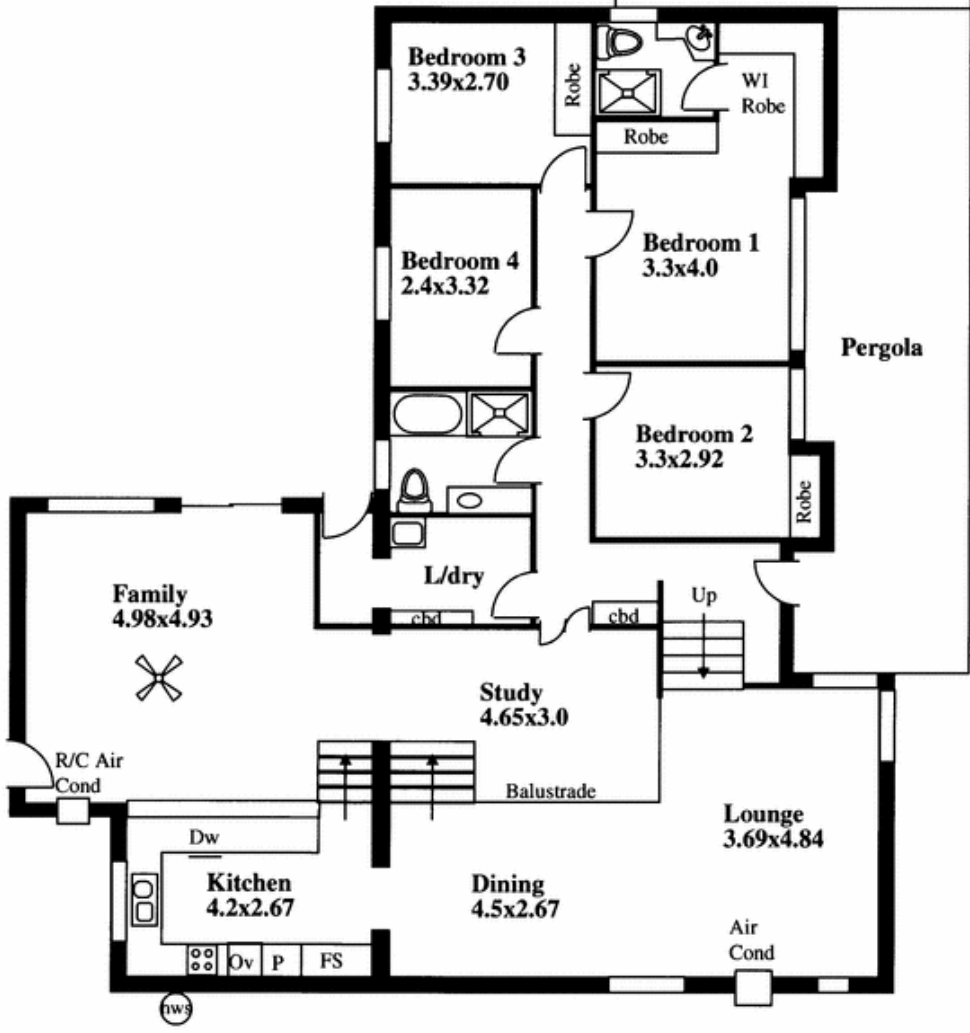 Bedroom 3
3.39x2.70
Robe
WI
Robe
Robe
Bedroom 1
3.3x4.0
Bedroom 4
2.4x3.32
Pergola
Bedroom 2
3.3x2.92
Robe
L/dry
cbd
cbd
Up
Family
4.98x4.93
Study
4.65x3.0
R/C Air
Cond
Balustrade
Lounge
3.69x4.84
Dw
Kitchen
4.2x2.67
Dining
4.5x2.67
Air
Cond
Ov
P
FS
hws